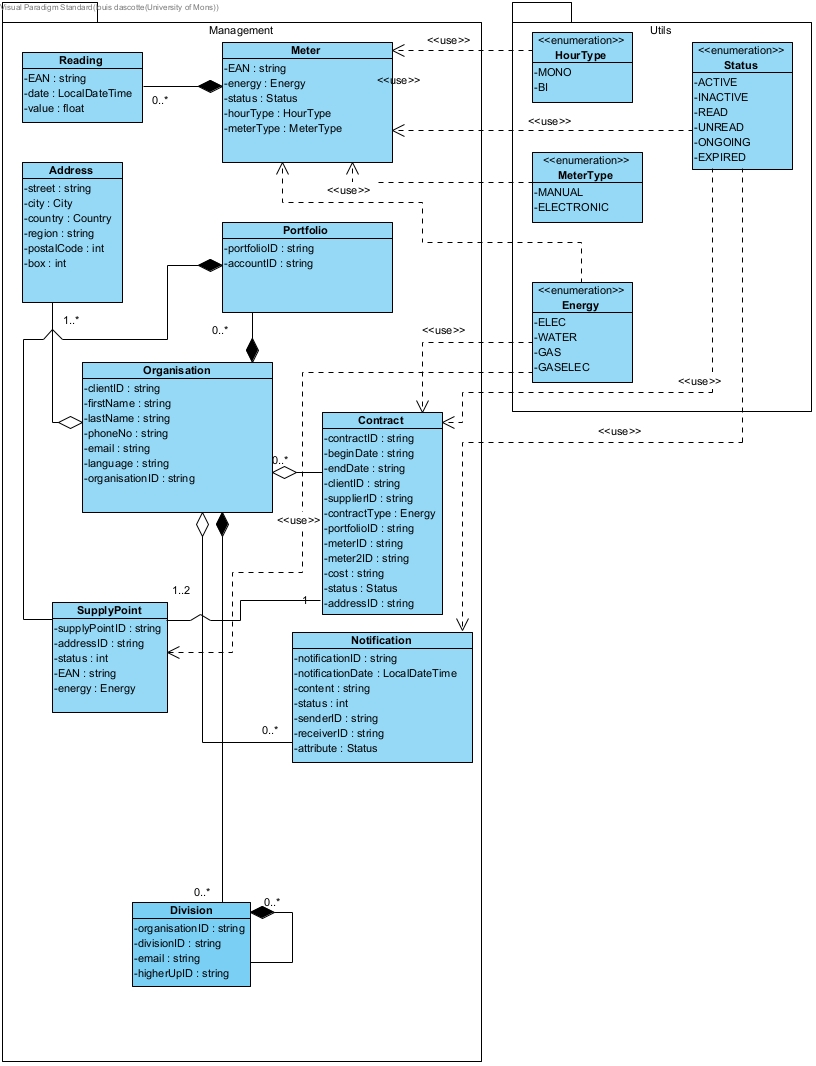 Visual Paradigm Standard(louis dascotte(University of Mons))
Management
Reading
-EAN : string
-date : LocalDateTime
-value : float
0..*
Meter
-EAN : string
-energy : Energy
-status : Status
-hourType : HourType
-meterType : MeterType
<<use>>
<<use>>
<<use>>
<<use>>
Utils
<<enumeration>>
HourType
-MONO
-BI
<<enumeration>>
Status
-ACTIVE
-INACTIVE
-READ
-UNREAD
-ONGOING
-EXPIRED
<<enumeration>>
MeterType
-MANUAL
-ELECTRONIC
<<enumeration>>
Energy
-ELEC
-WATER
-GAS
-GASELEC
Address
-street : string
-city : City
-country : Country
-region : string
-postalCode : int
-box : int
1..*
Portfolio
-portfolioID : string
-accountID : string
0..*
<<use>>
<<use>>
<<use>>
Organisation
-clientID : string
-firstName : string
-lastName : string
-phoneNo : string
-email : string
-language : string
-organisationID : string
0..*
<<use>>
Contract
-contractID : string
-beginDate : string
-endDate : string
-clientID : string
-supplierID : string
-contractType : Energy
-portfolioID : string
-meterID : string
-meter2ID : string
-cost : string
-status : Status
-addressID : string
1..2
1
SupplyPoint
-supplyPointID : string
-addressID : string
-status : int
-EAN : string
-energy : Energy
Notification
-notificationID : string
-notificationDate : LocalDateTime
-content : string
-status : int
-senderID : string
-receiverID : string
-attribute : Status
0..*
0..*
0..*
Division
-organisationID : string
-divisionID : string
-email : string
-higherUpID : string